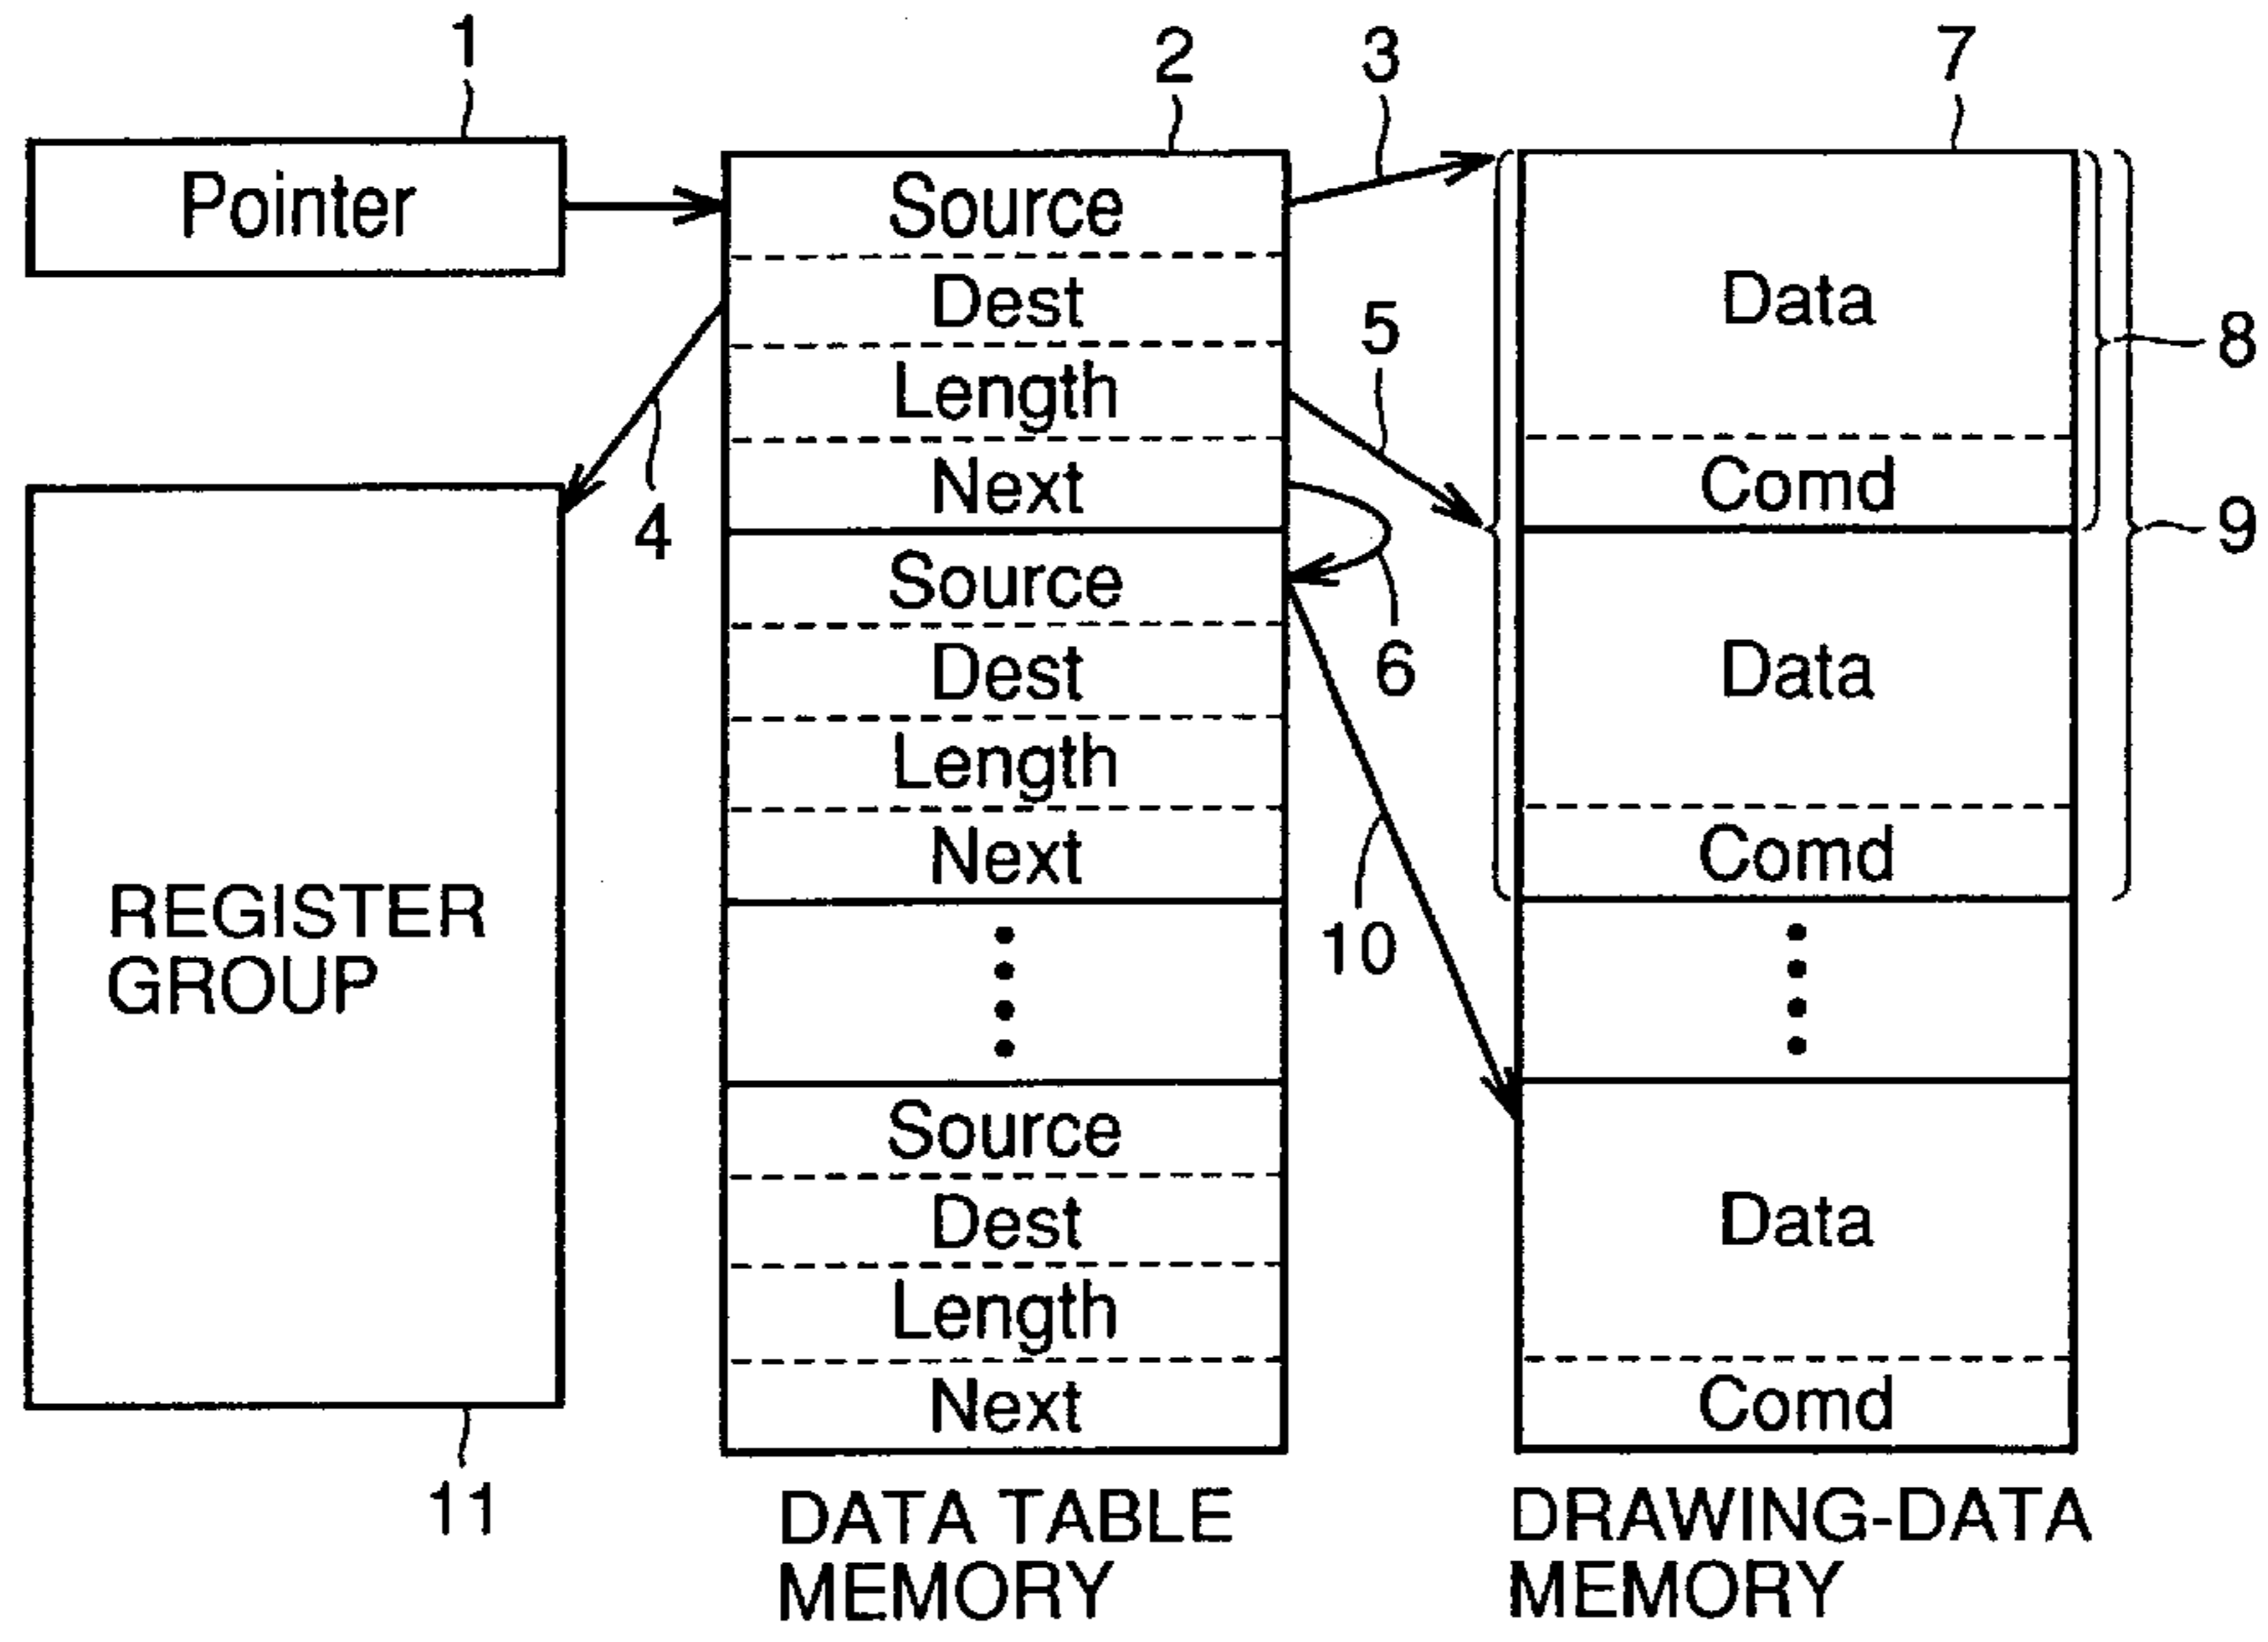 1
2
3
7
Pointer
Source
Dest
Length
Next
Source
Dest
Length
Next
Source
Dest
Length
Next
Data
Comd
Data
Comd
Data
Comd
4
5
6
8
9
10
REGISTER
GROUP
11
DATA TABLE
MEMORY
DRAWING-DATA
MEMORY